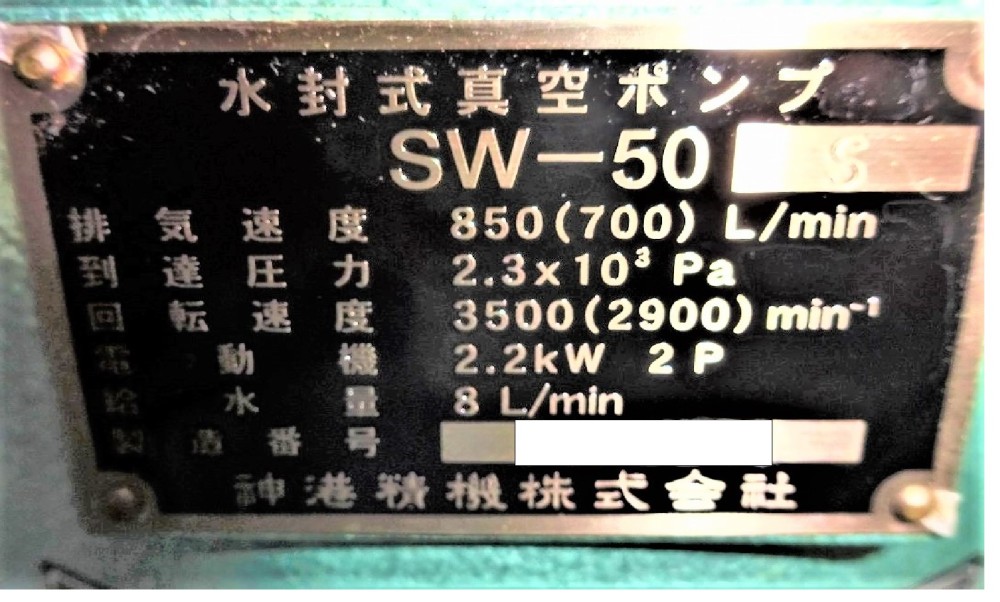 水封式真空ポンプ
SW-50 S
排気速度 850(700) L/min
到達圧力 2.3x10³ Pa
回転速度 3500(2900) min⁻¹
電動機 2.2kW 2P
給水量 8 L/min
製造番号
神港精機株式会社